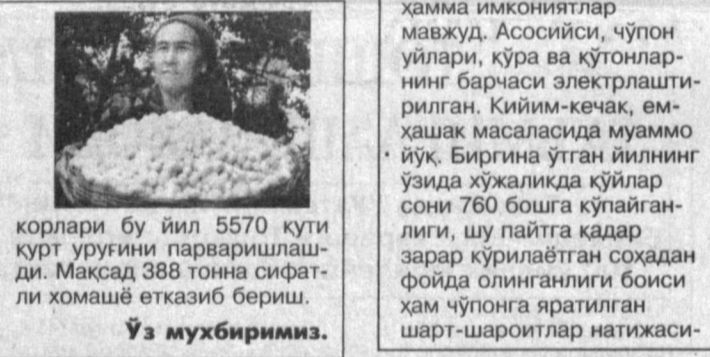 корлари бу йил 5570 қути
қурт уруғини парваришлаш-
ди. Мақсад 388 тонна сифат-
ли хомашё етказиб бериш.
Ўз мухбиримиз.
ҳамма имкониятлар
мавжуд. Асосийси, чўпон
уйлари, қўра ва қўтонлар-
нинг барчаси электрлашти-
рилган. Кийим-кечак, ем-
ҳашак масаласида муаммо
йўқ. Биргина ўтган йилнинг
ўзида хўжаликда қўйлар
сони 760 бошга кўпайган-
лиги, шу пайтга қадар
зарар кўрилаётган соҳадан
фойда олинганлиги боиси
ҳам чўпонга яратилган
шарт-шароитлар натижаси-